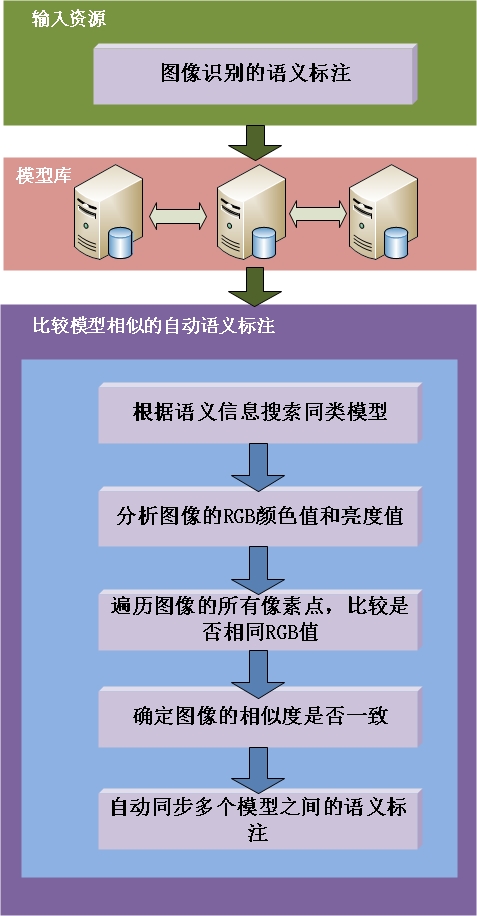 输入资源
图像识别的语义标注
模型库
比较模型相似的自动语义标注
根据语义信息搜索同类模型
分析图像的RGB颜色值和亮度值
遍历图像的所有像素点，比较是
否相同RGB值
确定图像的相似度是否一致
自动同步多个模型之间的语义标
注